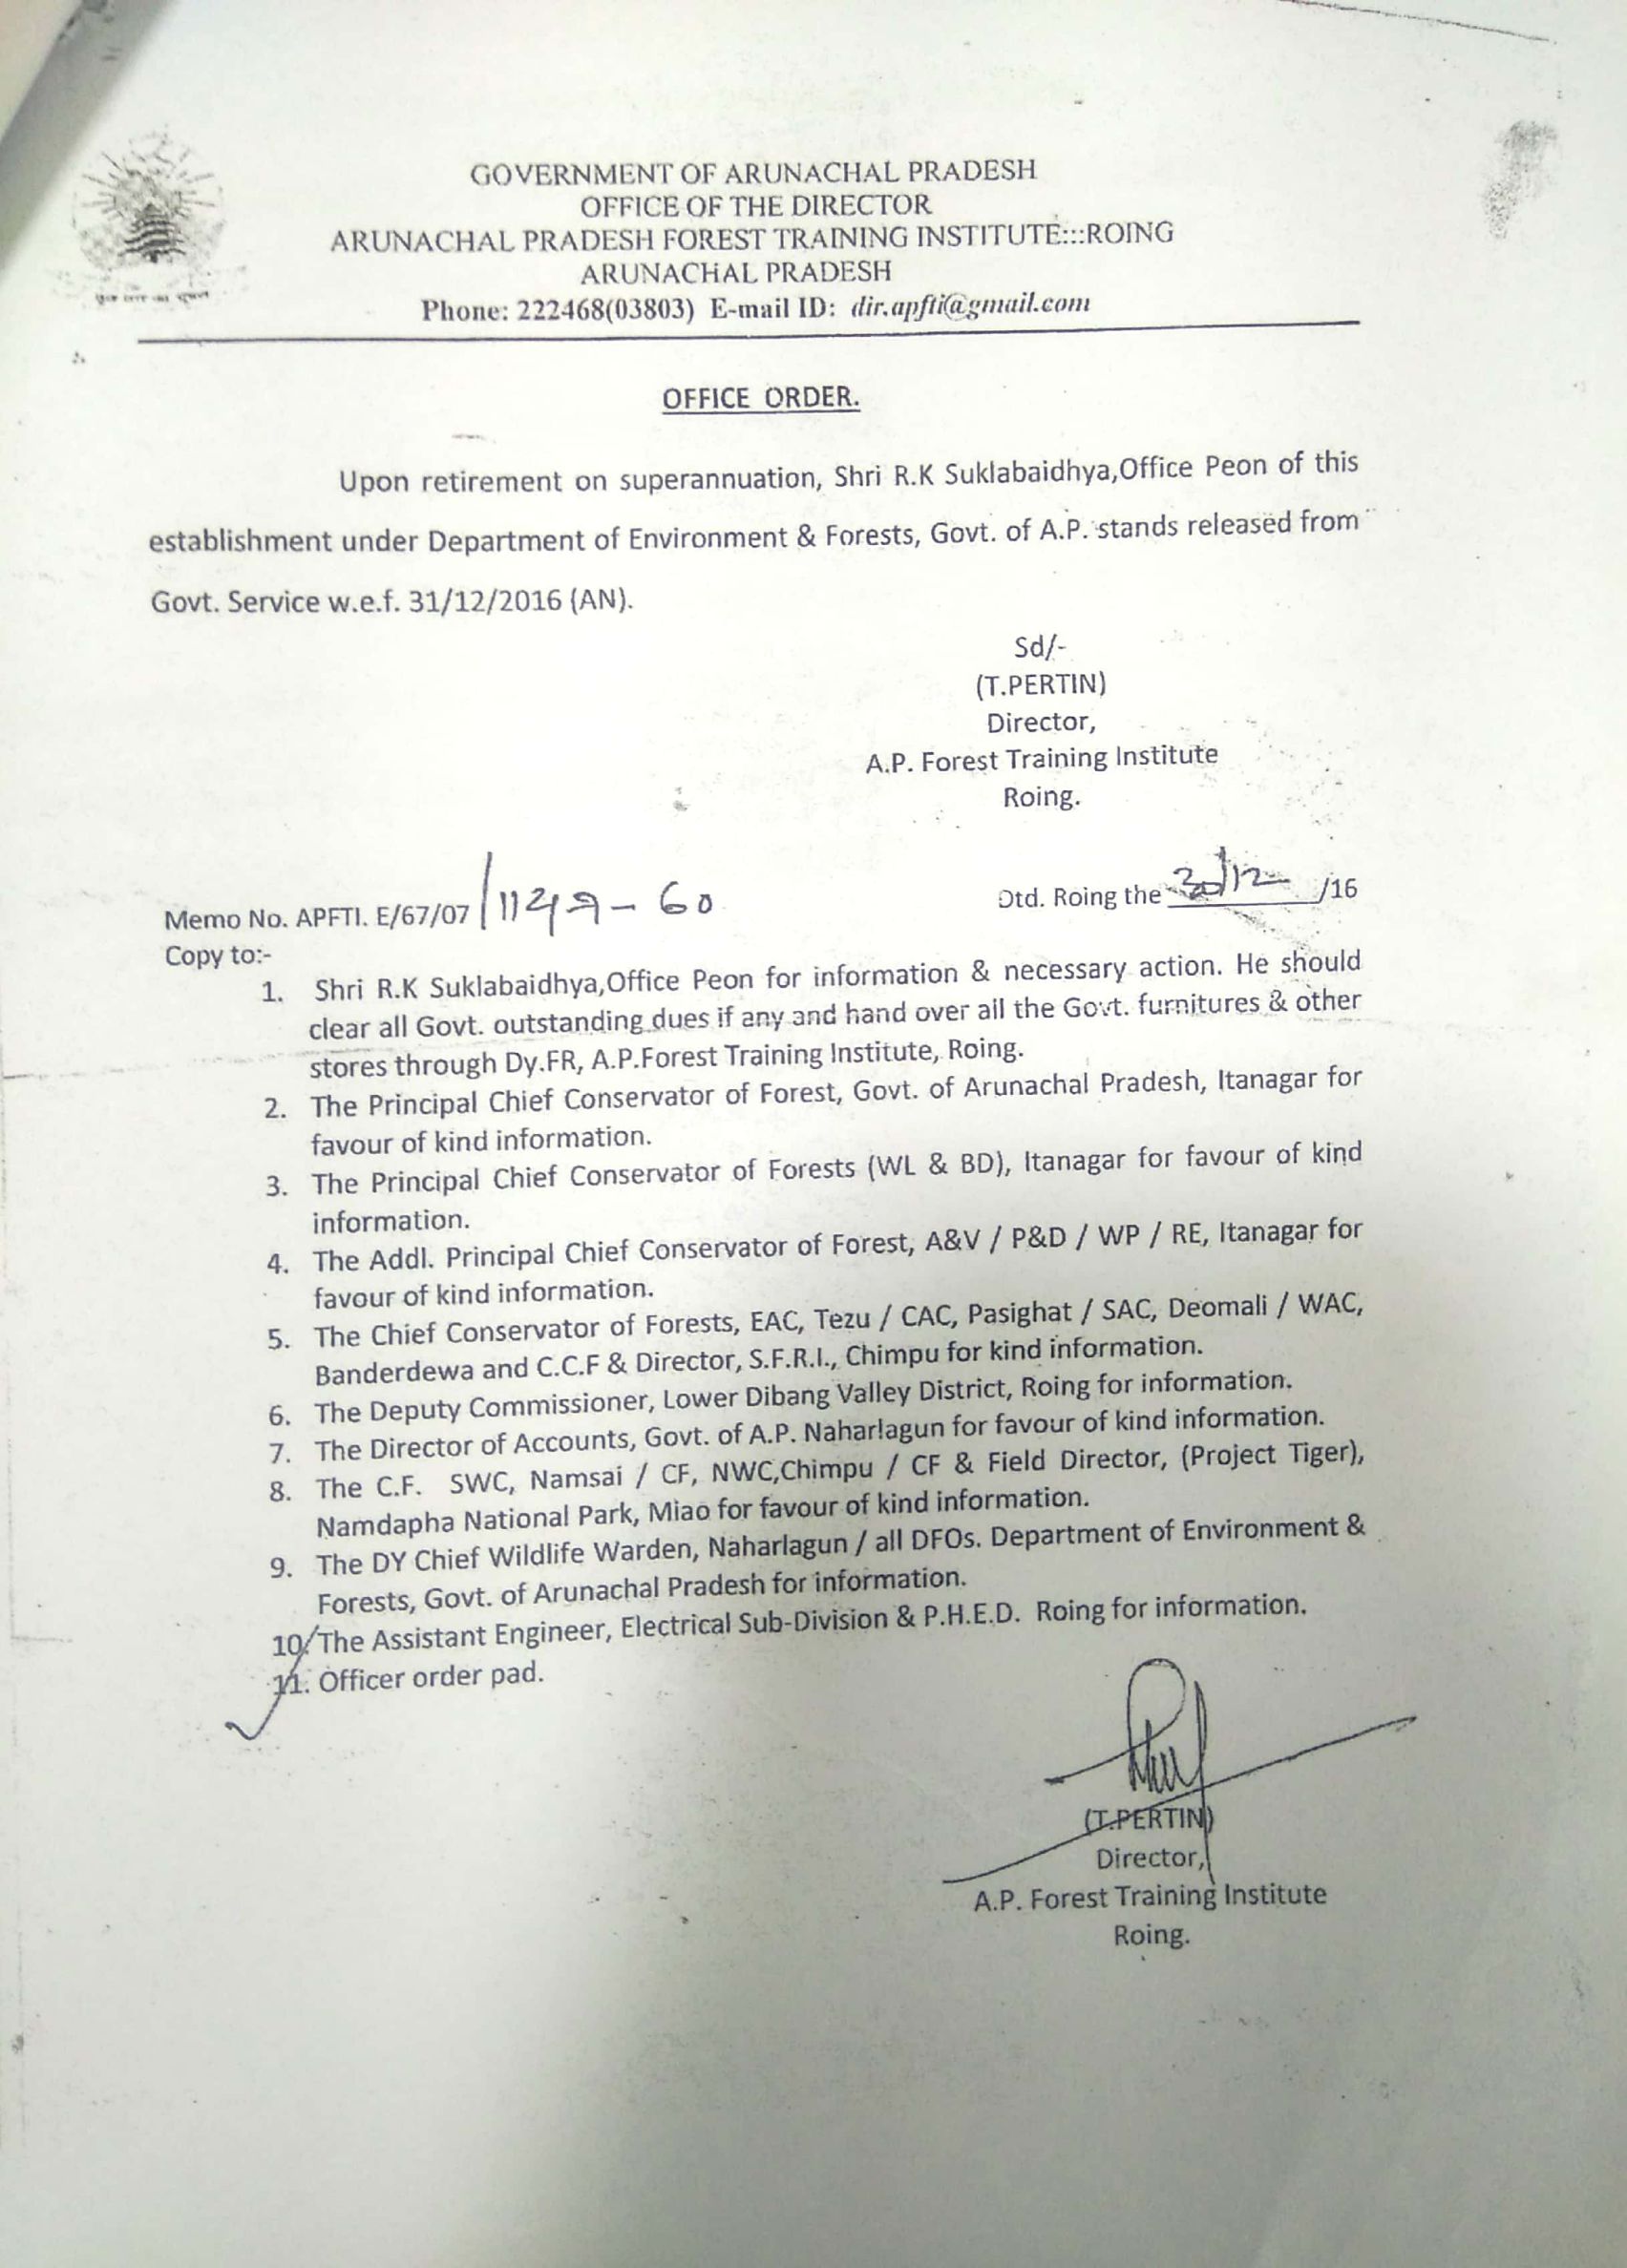 GOVERNMENT OF ARUNACHAL PRADESH
OFFICE OF THE DIRECTOR
ARUNACHAL PRADESH FOREST TRAINING INSTITUTE:::ROING
ARUNACHAL PRADESH
Phone: 222468(03803) E-mail ID: dir.apfti@gmail.com
OFFICE ORDER.
Upon retirement on superannuation, Shri R.K Suklabaidhya,Office Peon of this
establishment under Department of Environment & Forests, Govt. of A.P. stands released from
Govt. Service w.e.f. 31/12/2016 (AN).
Sd/-
(T.PERTIN)
Director,
A.P. Forest Training Institute
Roing.
Memo No. APFTI. E/67/07/1149-60
Dtd. Roing the 30/12 /16
Copy to:-
1. Shri R.K Suklabaidhya,Office Peon for information & necessary action. He should
clear all Govt. outstanding dues if any and hand over all the Govt. furnitures & other
stores through Dy.FR, A.P.Forest Training Institute, Roing.
2. The Principal Chief Conservator of Forest, Govt. of Arunachal Pradesh, Itanagar for
favour of kind information.
3. The Principal Chief Conservator of Forests (WL & BD), Itanagar for favour of kind
information.
4. The Addl. Principal Chief Conservator of Forest, A&V / P&D / WP / RE, Itanagar for
favour of kind information.
5. The Chief Conservator of Forests, EAC, Tezu / CAC, Pasighat / SAC, Deomali / WAC,
Banderdewa and C.C.F & Director, S.F.R.I., Chimpu for kind information.
6. The Deputy Commissioner, Lower Dibang Valley District, Roing for information.
7. The Director of Accounts, Govt. of A.P. Naharlagun for favour of kind information.
8. The C.F. SWC, Namsai / CF, NWC,Chimpu / CF & Field Director, (Project Tiger),
Namdapha National Park, Miao for favour of kind information.
9. The DY Chief Wildlife Warden, Naharlagun / all DFOs. Department of Environment &
Forests, Govt. of Arunachal Pradesh for information.
10. The Assistant Engineer, Electrical Sub-Division & P.H.E.D. Roing for information.
11. Officer order pad.
(T.PERTIN)
Director,
A.P. Forest Training Institute
Roing.